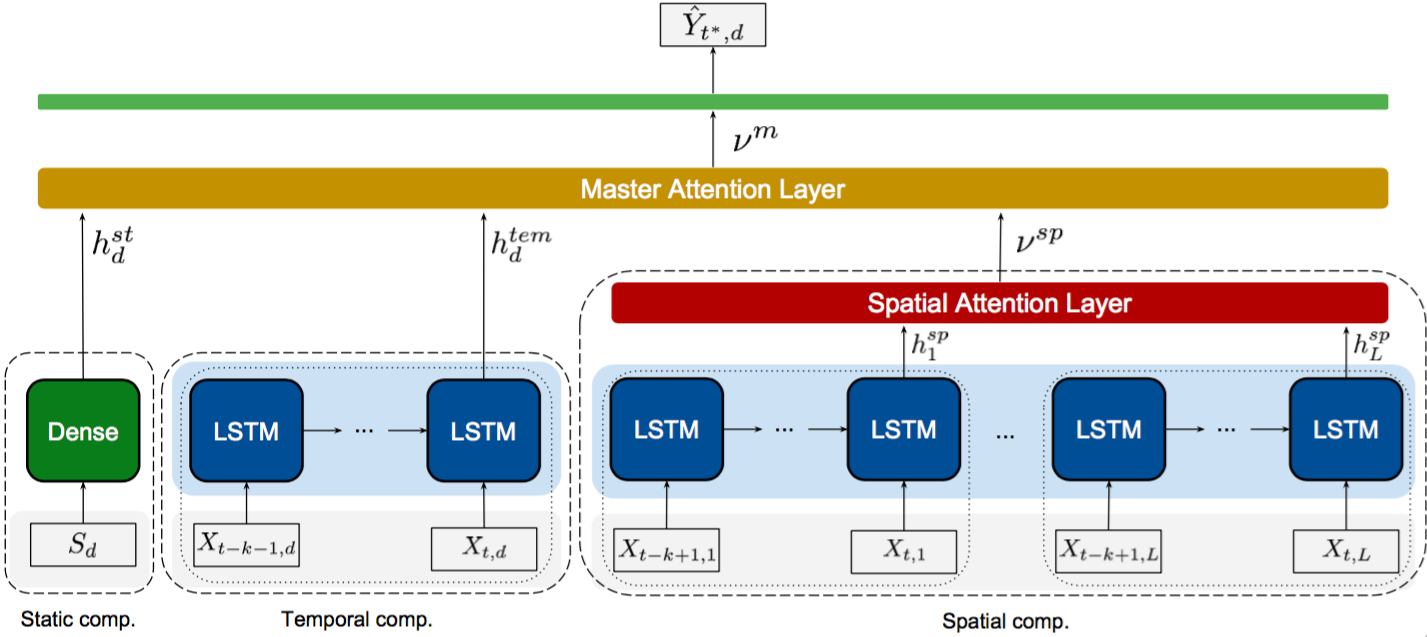 Ŷ_{t*,d}
ν^m
Master Attention Layer
h_d^{st}
h_d^{tem}
ν^{sp}
Spatial Attention Layer
h_1^{sp}
h_L^{sp}
Dense
LSTM ... LSTM
LSTM ... LSTM ... LSTM ... LSTM
S_d
X_{t-k-1,d}
X_{t,d}
X_{t-k+1,1}
X_{t,1}
X_{t-k+1,L}
X_{t,L}
Static comp.
Temporal comp.
Spatial comp.